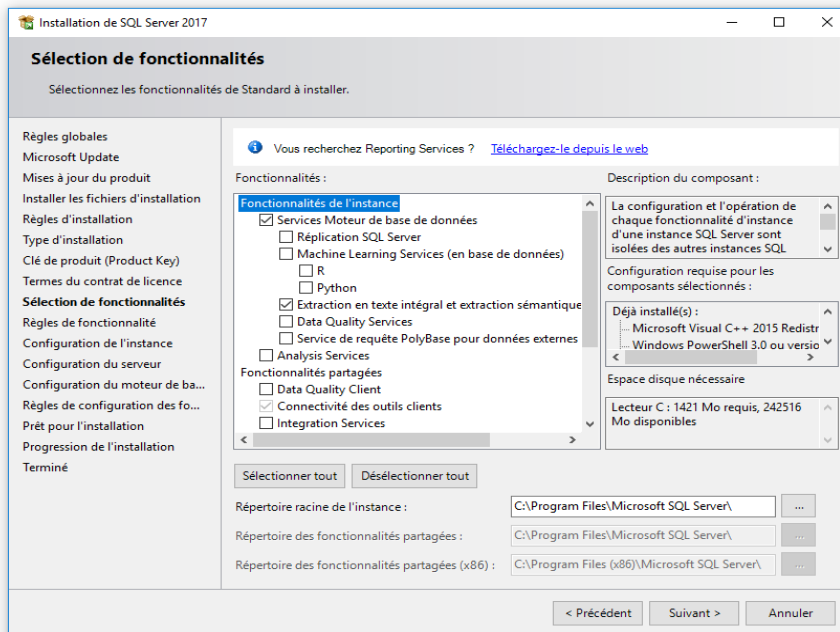 Installation de SQL Server 2017
Sélection de fonctionnalités
Sélectionnez les fonctionnalités de Standard à installer.
Règles globales
Microsoft Update
Mises à jour du produit
Installer les fichiers d'installation
Règles d'installation
Type d'installation
Clé de produit (Product Key)
Termes du contrat de licence
Sélection de fonctionnalités
Règles de fonctionnalité
Configuration de l'instance
Configuration du serveur
Configuration du moteur de ba...
Règles de configuration des fo...
Prêt pour l'installation
Progression de l'installation
Terminé
Vous recherchez Reporting Services ? Téléchargez-le depuis le web
Fonctionnalités :
Fonctionnalités de l'instance
Services Moteur de base de données
Réplication SQL Server
Machine Learning Services (en base de données)
R
Python
Extraction en texte intégral et extraction sémantique
Data Quality Services
Service de requête PolyBase pour données externes
Analysis Services
Fonctionnalités partagées
Data Quality Client
Connectivité des outils clients
Integration Services
Description du composant :
La configuration et l'opération de
chaque fonctionnalité d'instance
d'une instance SQL Server sont
isolées des autres instances SQL
Configuration requise pour les
composants sélectionnés :
Déjà installé(s) :
Microsoft Visual C++ 2015 Redistr
Windows PowerShell 3.0 ou versio
Espace disque nécessaire
Lecteur C : 1421 Mo requis, 242516
Mo disponibles
Sélectionner tout
Désélectionner tout
Répertoire racine de l'instance : C:\Program Files\Microsoft SQL Server\ ...
Répertoire des fonctionnalités partagées : C:\Program Files\Microsoft SQL Server\ ...
Répertoire des fonctionnalités partagées (x86) : C:\Program Files (x86)\Microsoft SQL Server\ ...
< Précédent
Suivant >
Annuler